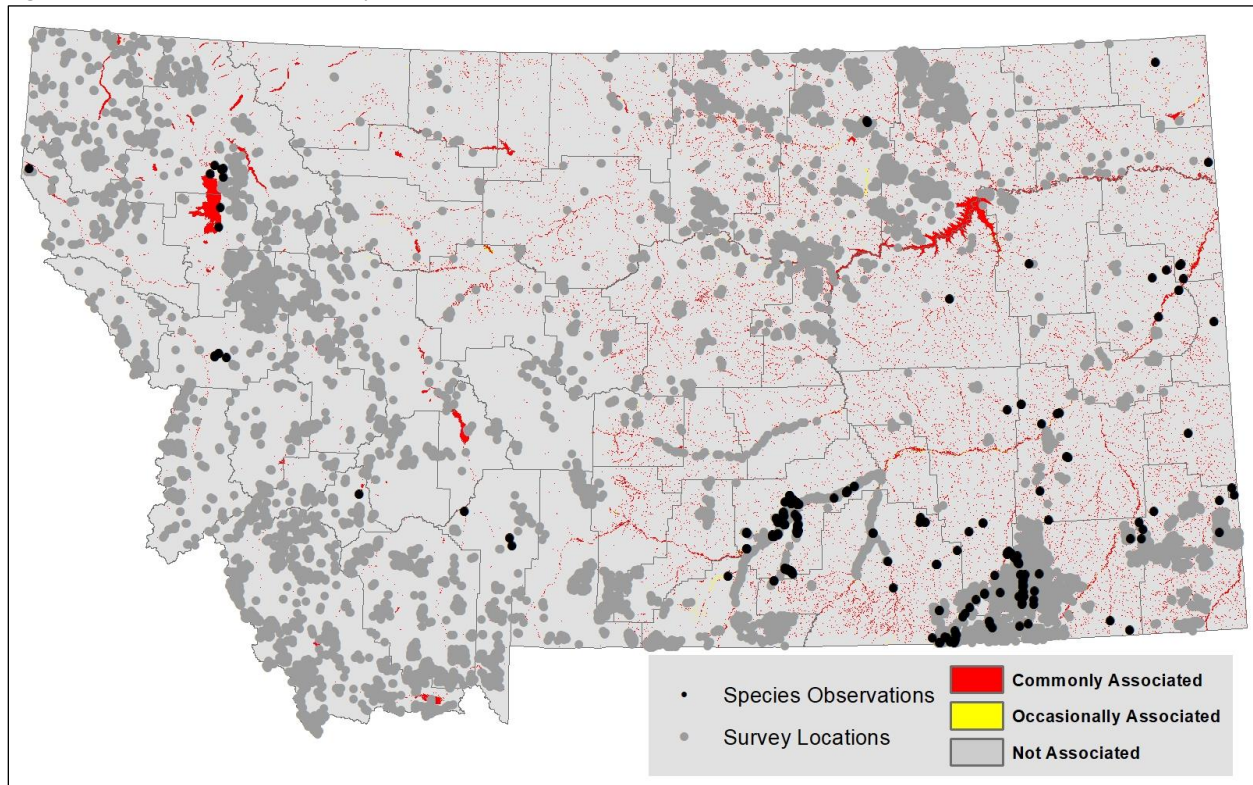 Species Observations
Survey Locations
Commonly Associated
Occasionally Associated
Not Associated